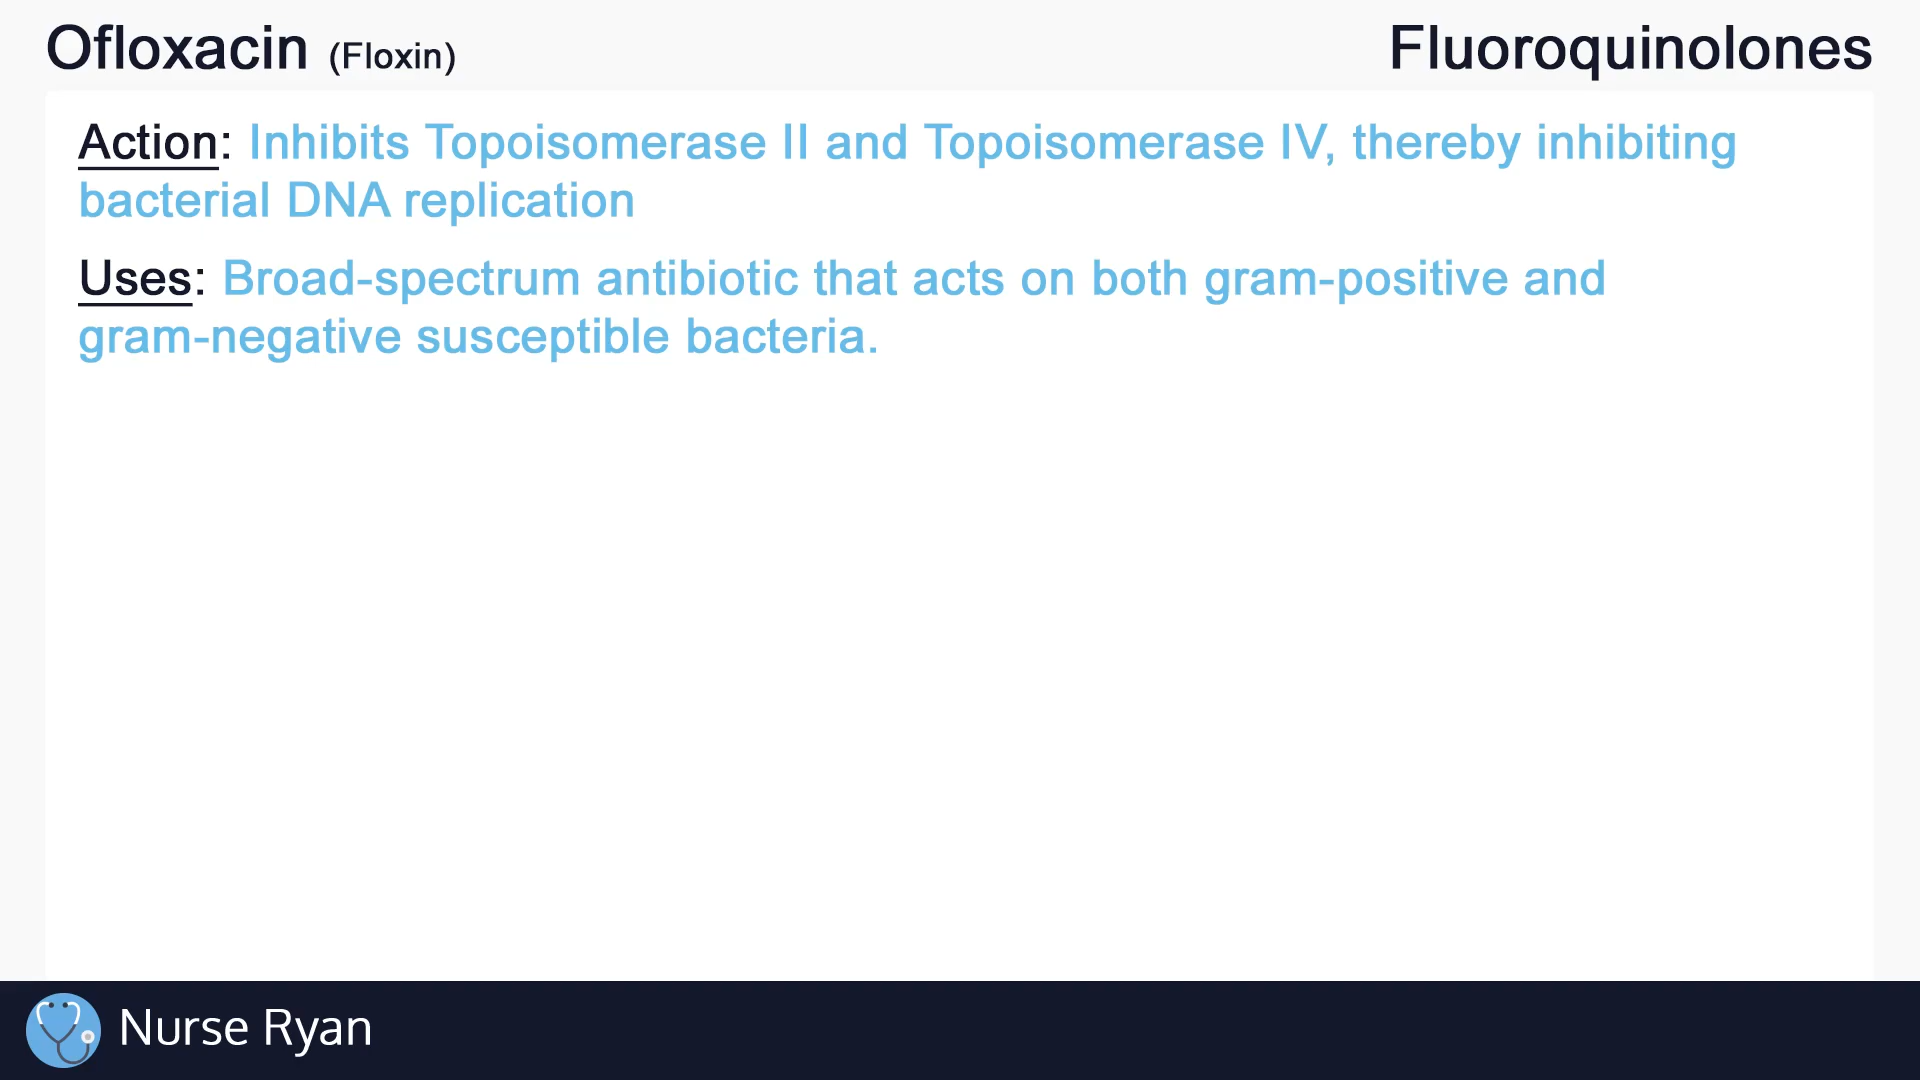 Ofloxacin (Floxin)
Fluoroquinolones
Action: Inhibits Topoisomerase II and Topoisomerase IV, thereby inhibiting
bacterial DNA replication
Uses: Broad-spectrum antibiotic that acts on both gram-positive and
gram-negative susceptible bacteria.
Nurse Ryan